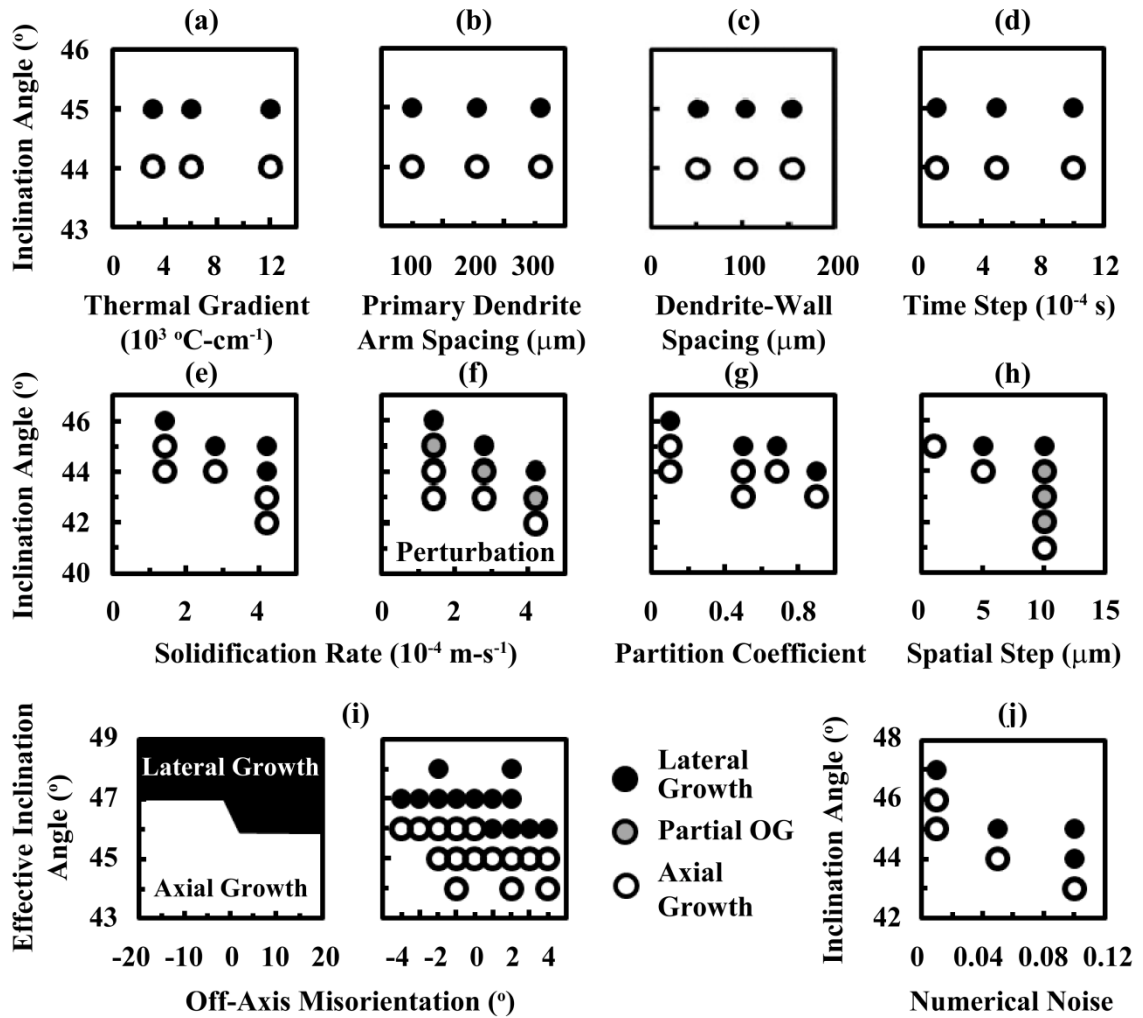 (a) (b) (c) (d)
Inclination Angle (°)
46
45
44
43
0 4 8 12
100 200 300
0 100 200
0 4 8 12
Thermal Gradient
(10³ °C-cm⁻¹)
Primary Dendrite
Arm Spacing (μm)
Dendrite-Wall
Spacing (μm)
Time Step (10⁻⁴ s)
(e) (f) (g) (h)
Inclination Angle (°)
46
44
42
40
Perturbation
0 2 4
0 2 4
0 0.4 0.8
0 5 10 15
Solidification Rate (10⁻⁴ m-s⁻¹)
Partition Coefficient
Spatial Step (μm)
(i) (j)
Effective Inclination
Angle (°)
49
47
45
43
Lateral Growth
Axial Growth
-20 -10 0 10 20
-4 -2 0 2 4
Off-Axis Misorientation (°)
Lateral
Growth
Partial OG
Axial
Growth
Inclination Angle (°)
48
46
44
42
0 0.04 0.08 0.12
Numerical Noise